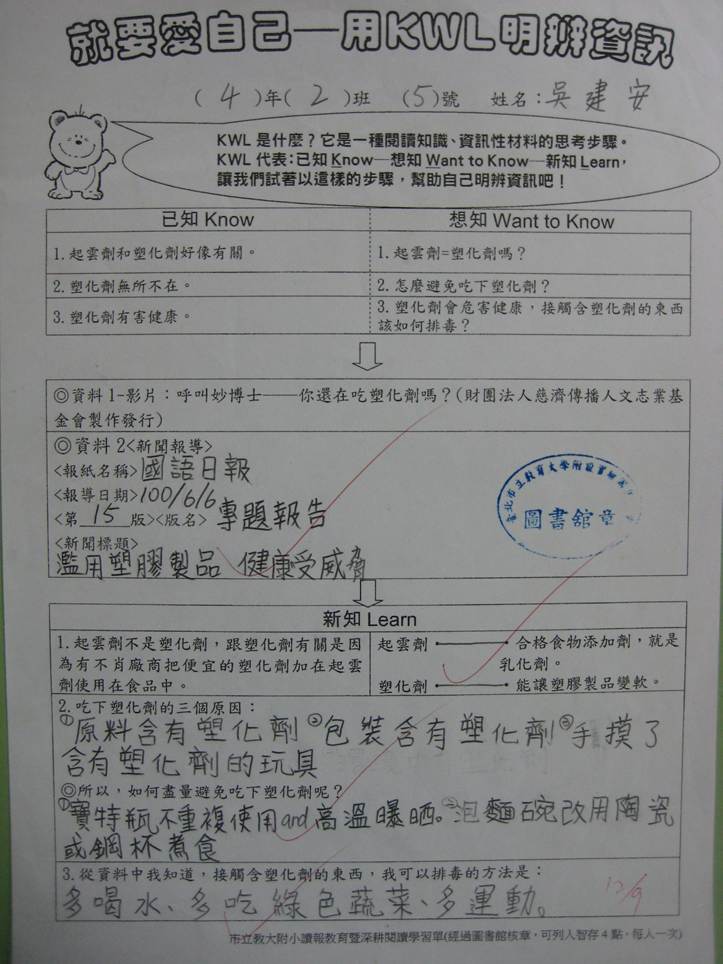 就要愛自己—用KWL明辨資訊
(4)年(2)班 (5)號 姓名:吳建安
KWL 是什麼?它是一種閱讀知識、資訊性材料的思考步驟。
KWL 代表:已知 Know—想知 Want to Know—新知 Learn,
讓我們試著以這樣的步驟,幫助自己明辨資訊吧!
已知 Know
想知 Want to Know
1.起雲劑和塑化劑好像有關。
1.起雲劑=塑化劑嗎?
2.塑化劑無所不在。
2.怎麼避免吃下塑化劑?
3.塑化劑有害健康。
3.塑化劑會危害健康,接觸含塑化劑的東西
該如何排毒?
◎資料 1-影片:呼叫妙博士——你還在吃塑化劑嗎?(財團法人慈濟傳播人文志業基
金會製作發行)
◎資料 2<新聞報導>
<報紙名稱>國語日報
<報導日期>100/6/6
<第15版><版名>專題報告
<新聞標題>
濫用塑膠製品 健康受威脅
圖書館章
新知 Learn
1.起雲劑不是塑化劑,跟塑化劑有關是因
為有不肖廠商把便宜的塑化劑加在起雲
劑使用在食品中。
起雲劑 合格食物添加劑,就是
乳化劑。
塑化劑 能讓塑膠製品變軟。
2.吃下塑化劑的三個原因:
①原料含有塑化劑②包裝含有塑化劑③手摸了
含有塑化劑的玩具
◎所以,如何盡量避免吃下塑化劑呢?
①寶特瓶不重複使用and高溫曝晒。②泡麵碗改用陶瓷
或鋼杯煮食
3.從資料中我知道,接觸含塑化劑的東西,我可以排毒的方法是:
多喝水、多吃綠色蔬菜、多運動。
12/9
市立教大附小讀報教育暨深耕閱讀學習單(經過圖書館核章,可列人智存 4 點,每人一次)